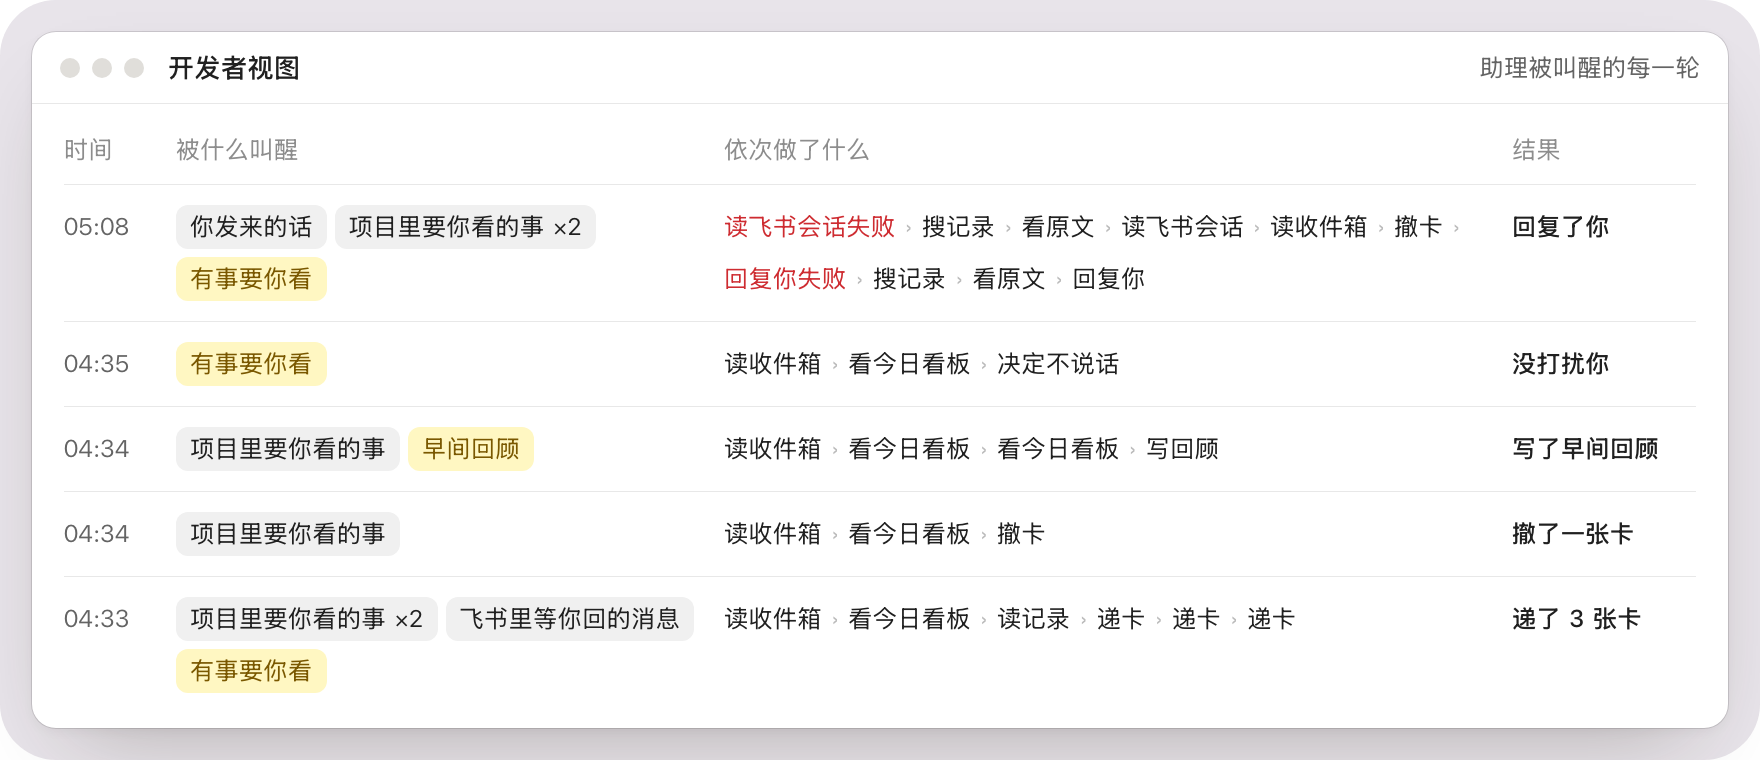 开发者视图 助理被叫醒的每一轮
时间 被什么叫醒 依次做了什么 结果
05:08 你发来的话 项目里要你看的事 ×2 读飞书会话失败 › 搜记录 › 看原文 › 读飞书会话 › 读收件箱 › 撤卡 › 回复了你
有事要你看 回复你失败 › 搜记录 › 看原文 › 回复你
04:35 有事要你看 读收件箱 › 看今日看板 › 决定不说话 没打扰你
04:34 项目里要你看的事 早间回顾 读收件箱 › 看今日看板 › 看今日看板 › 写回顾 写了早间回顾
04:34 项目里要你看的事 读收件箱 › 看今日看板 › 撤卡 撤了一张卡
04:33 项目里要你看的事 ×2 飞书里等你回的消息 读收件箱 › 看今日看板 › 读记录 › 递卡 › 递卡 › 递卡 递了 3 张卡
有事要你看